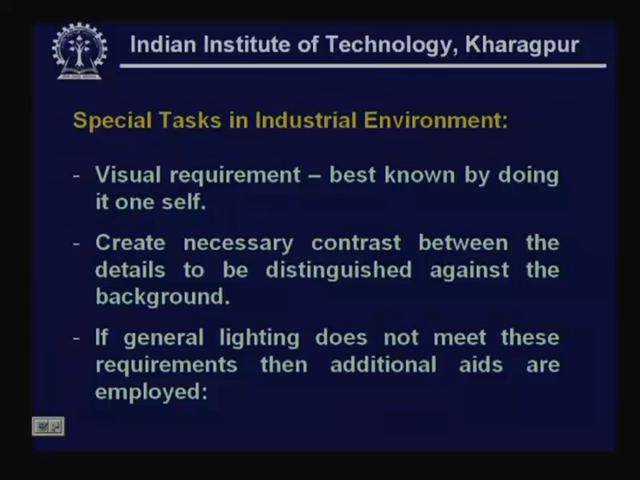 Indian Institute of Technology, Kharagpur
Special Tasks in Industrial Environment:
- Visual requirement – best known by doing
it one self.
- Create necessary contrast between the
details to be distinguished against the
background.
- If general lighting does not meet these
requirements then additional aids are
employed: